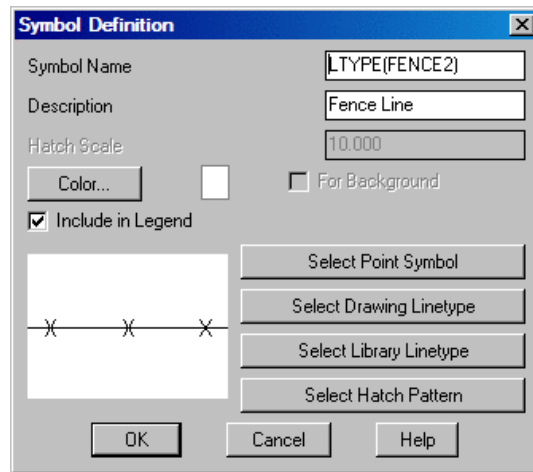 Symbol Definition
Symbol Name LTYPE(FENCE2)
Description Fence Line
Hatch Scale 10.000
Color... For Background
Include in Legend
Select Point Symbol
Select Drawing Linetype
Select Library Linetype
Select Hatch Pattern
OK Cancel Help